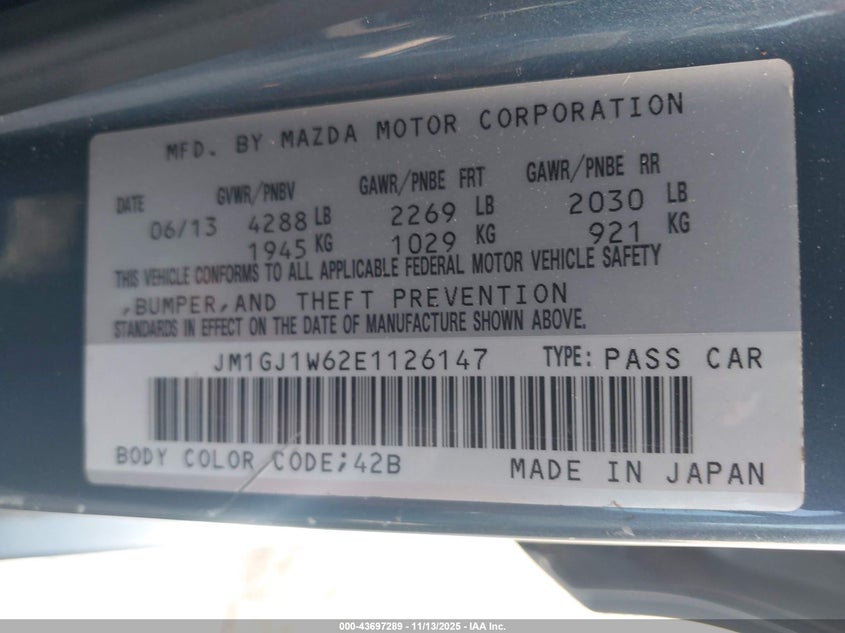 MFD. BY MAZDA MOTOR CORPORATION
DATE GVWR/PNBV GAWR/PNBE FRT GAWR/PNBE RR
06/13 4288 LB 2269 LB 2030 LB
1945 KG 1029 KG 921 KG
THIS VEHICLE CONFORMS TO ALL APPLICABLE FEDERAL MOTOR VEHICLE SAFETY
,BUMPER,AND THEFT PREVENTION
STANDARDS IN EFFECT ON THE DATE OF MANUFACTURE SHOWN ABOVE.
JM1GJ1W62E1126147 TYPE: PASS CAR
BODY COLOR CODE;42B MADE IN JAPAN
000-43697289 - 11/13/2025 - IAA Inc.